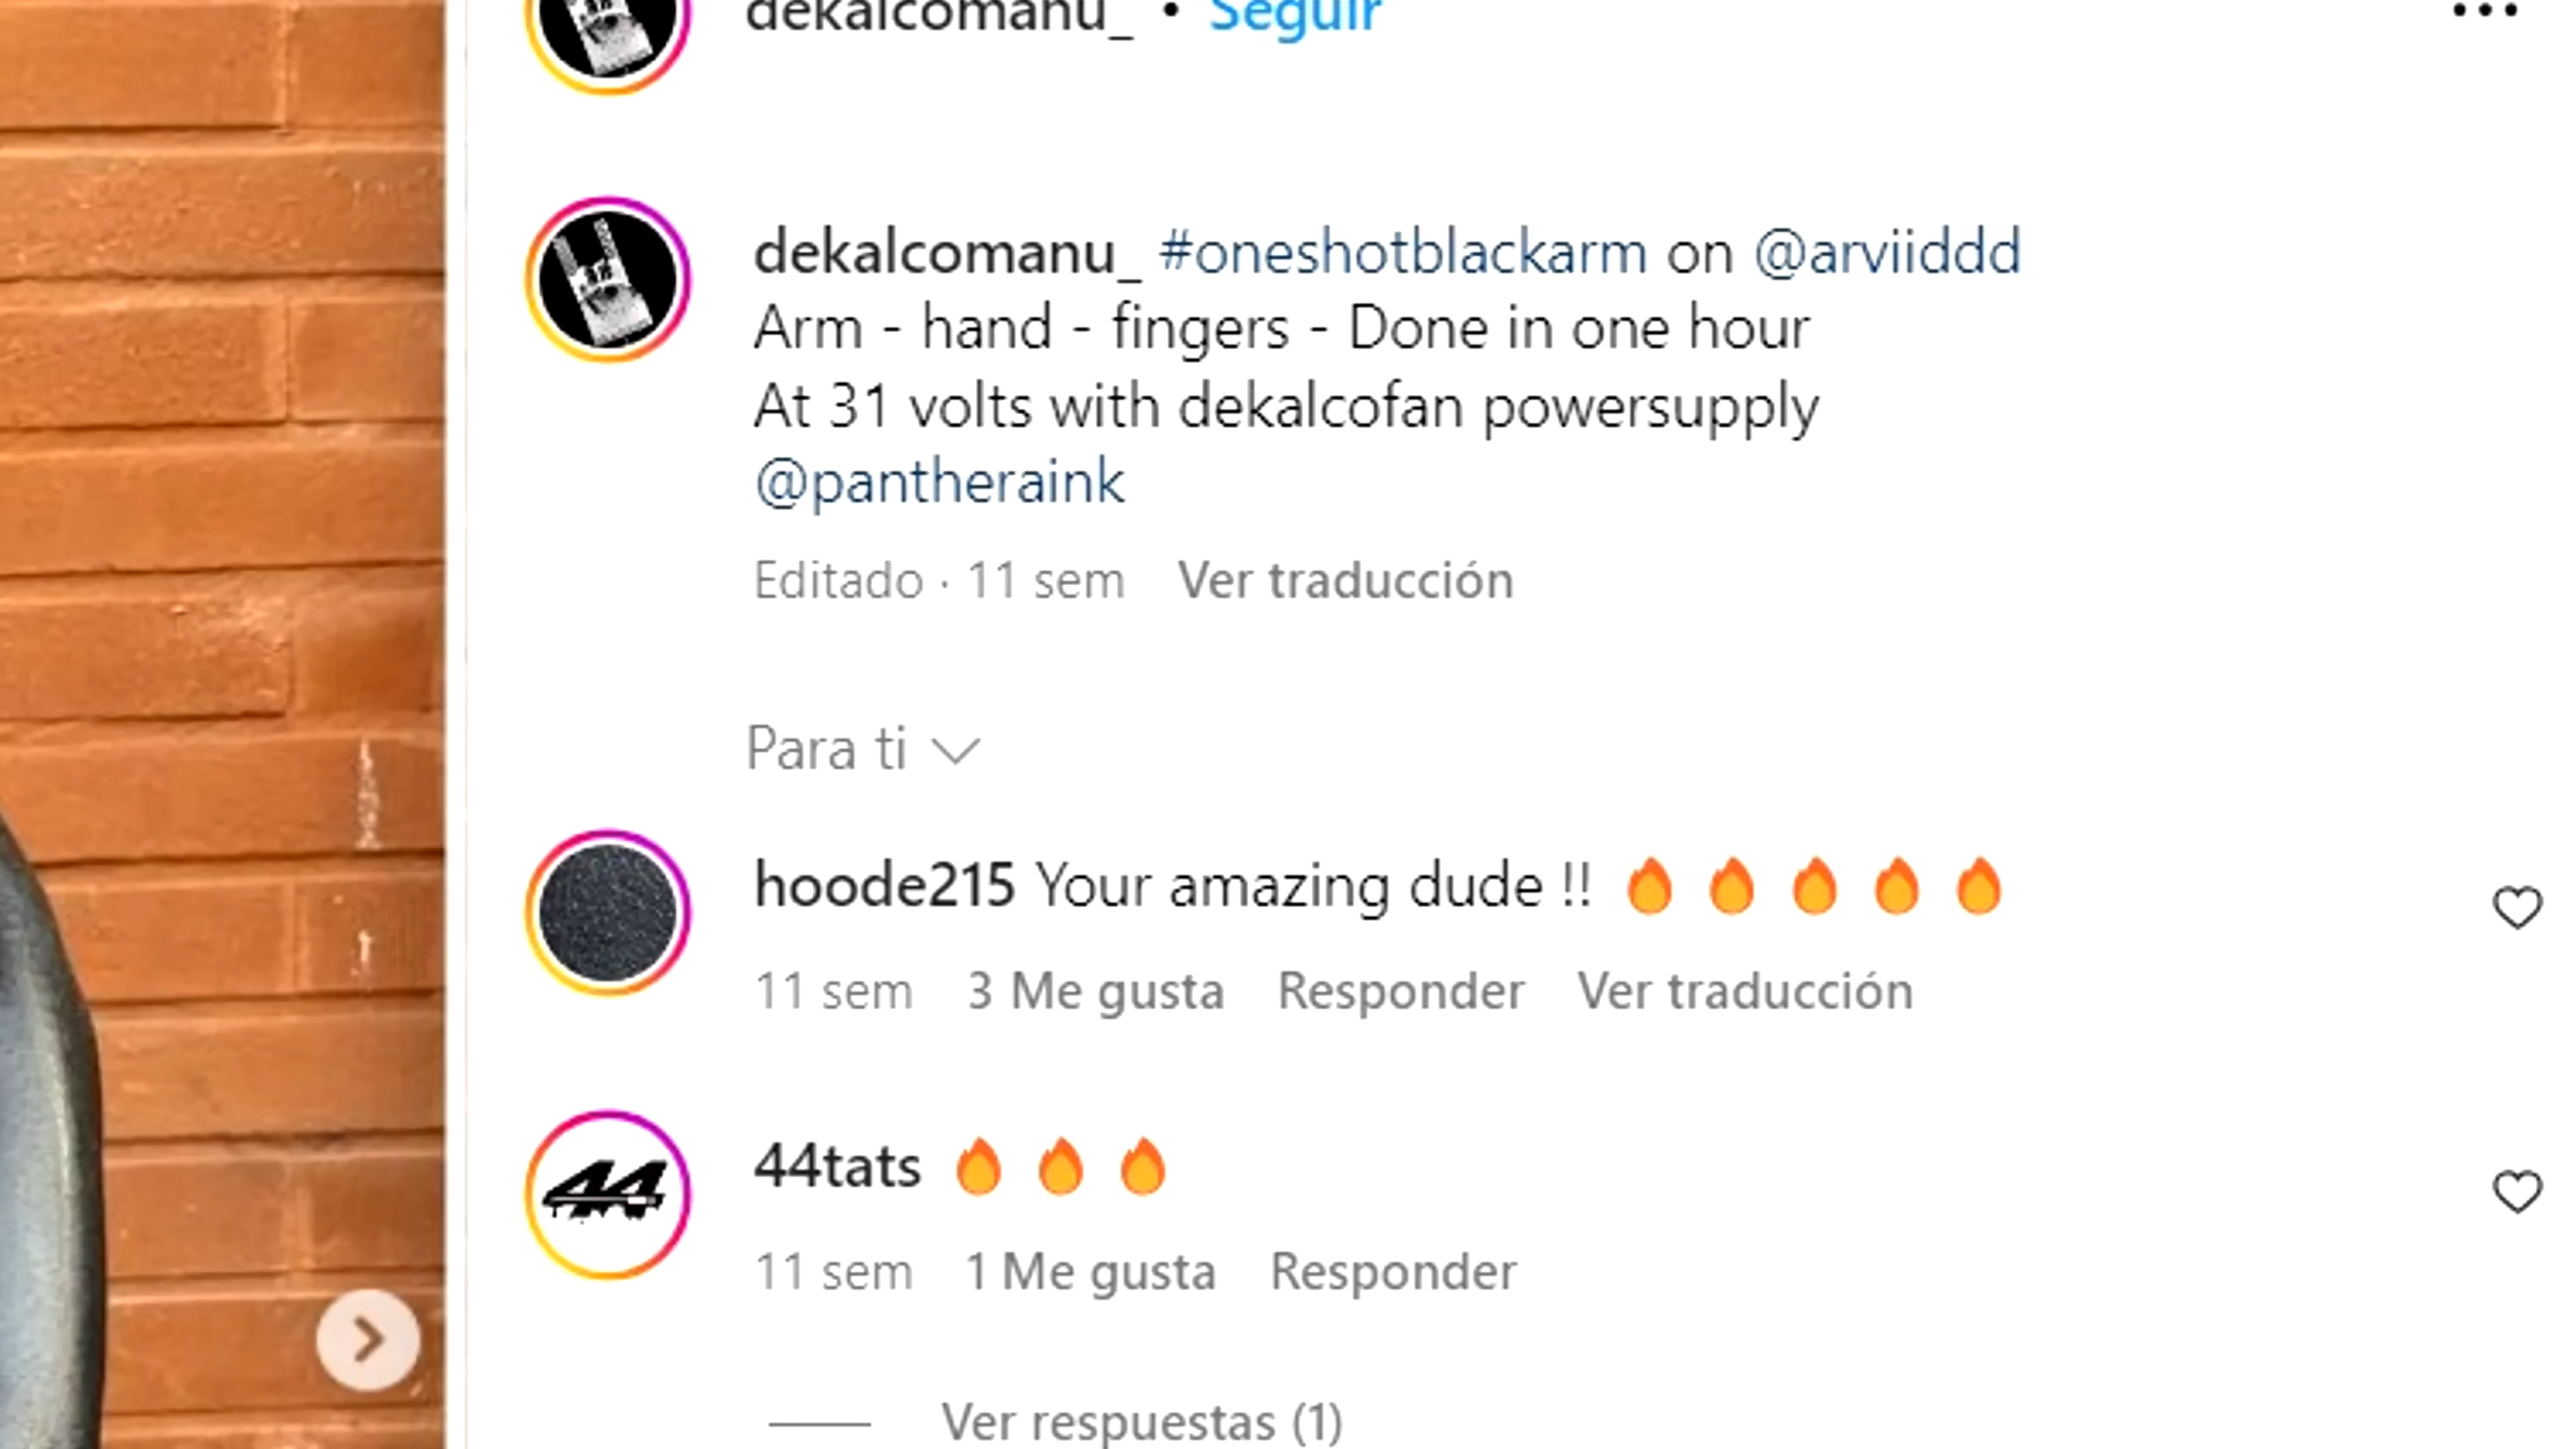 dekalcomanu_ • Seguir
dekalcomanu_ #oneshotblackarm on @arviiddd
Arm - hand - fingers - Done in one hour
At 31 volts with dekalcofan powersupply
@pantheraink
Editado · 11 sem Ver traducción
Para ti
hoode215 Your amazing dude !! 🔥🔥🔥🔥🔥
11 sem 3 Me gusta Responder Ver traducción
44
44tats 🔥🔥🔥
11 sem 1 Me gusta Responder
Ver respuestas (1)